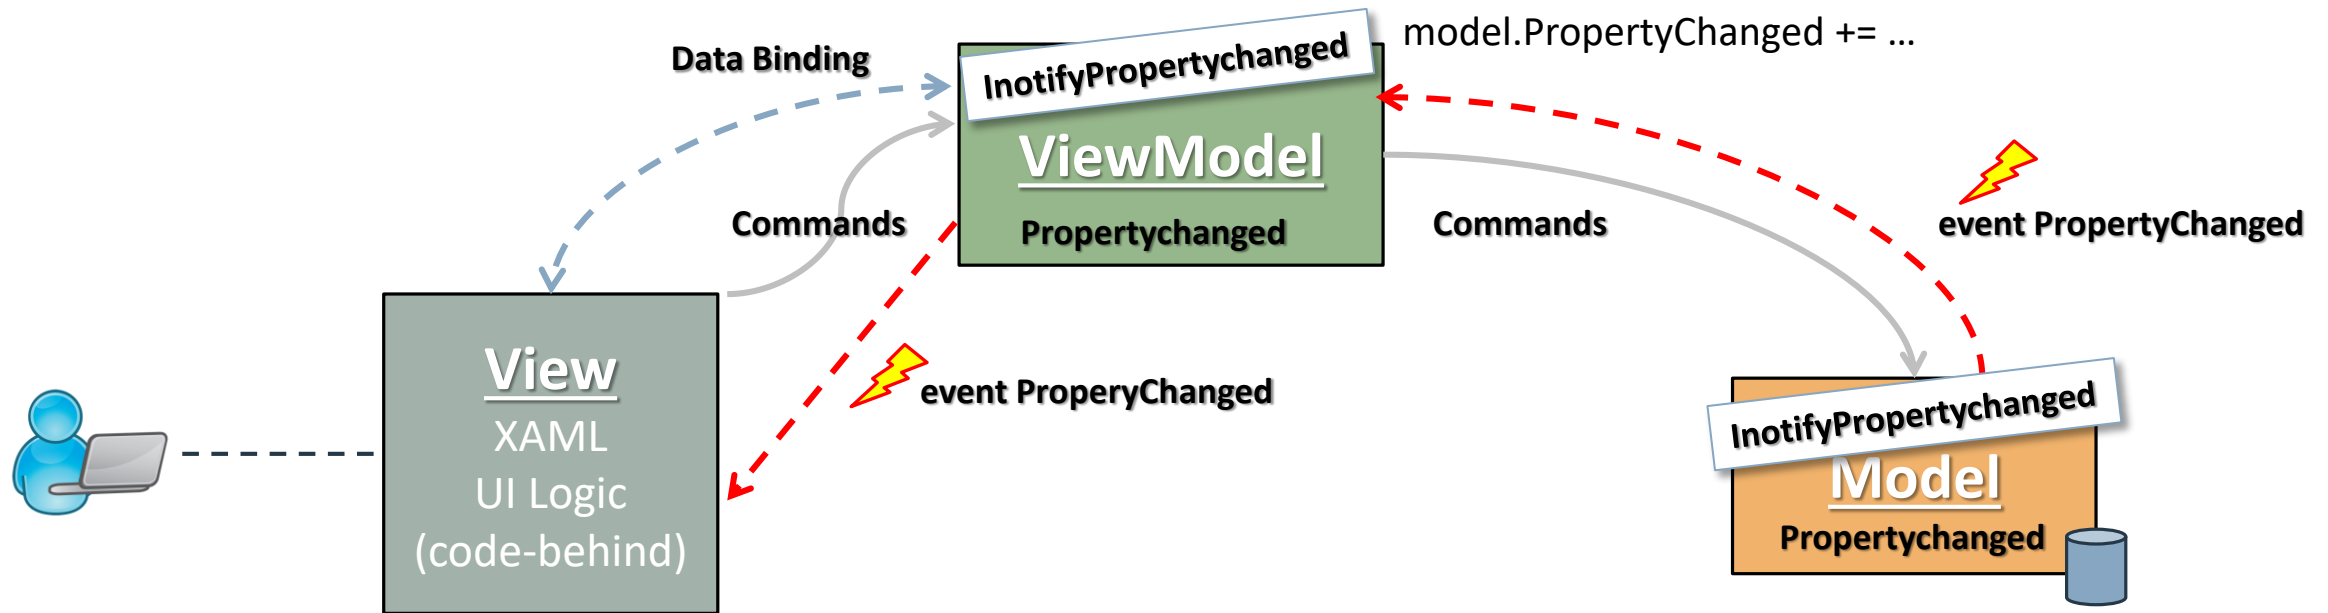 model.PropertyChanged += …
Data Binding
InotifyPropertychanged
ViewModel
Propertychanged
Commands
Commands
event PropertyChanged
View
XAML
UI Logic
(code-behind)
event ProperyChanged
InotifyPropertychanged
Model
Propertychanged